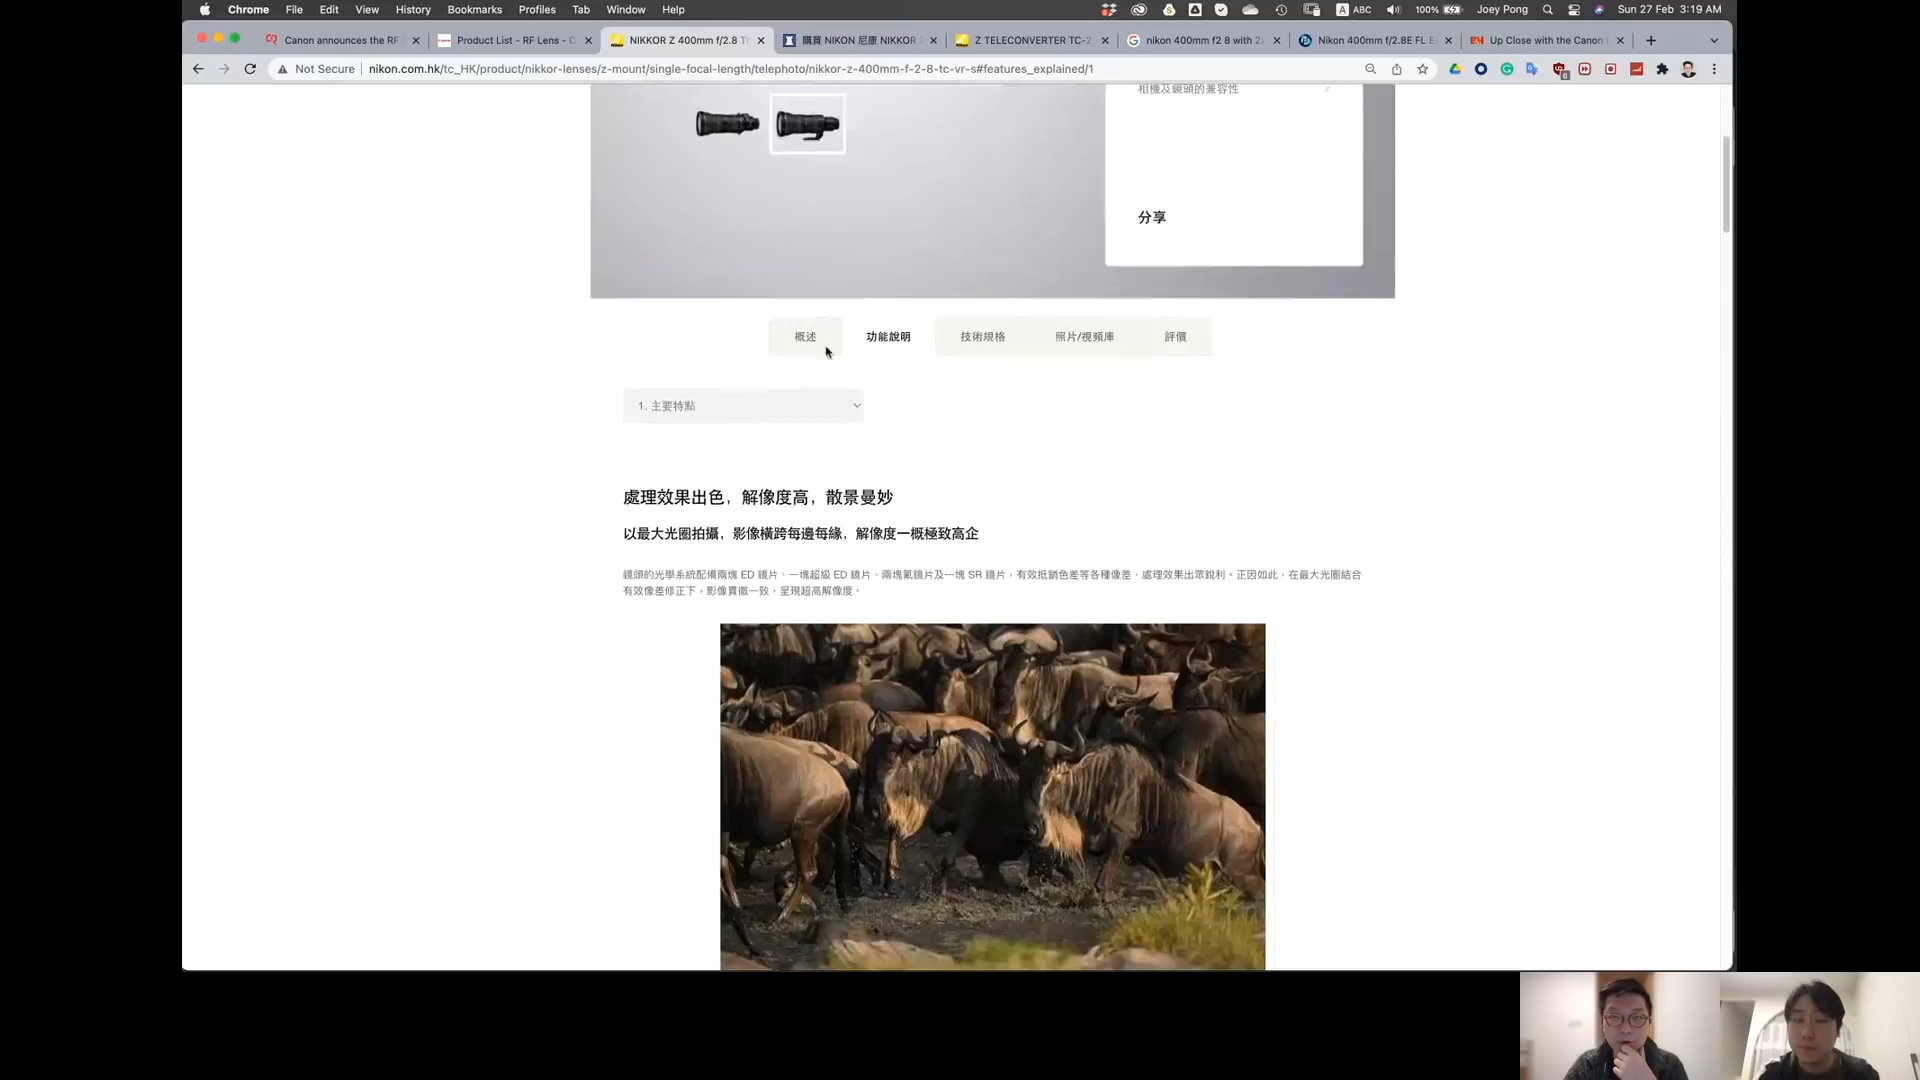 Chrome File Edit View History Bookmarks Profiles Tab Window Help
ABC 100% Joey Pong Sun 27 Feb 3:19 AM
Canon announces the RF
Product List - RF Lens - C
NIKKOR Z 400mm f/2.8 T
購買 NIKON 尼康 NIKKOR
Z TELECONVERTER TC-2
nikon 400mm f2 8 with 2
Nikon 400mm f/2.8E FL E
Up Close with the Canon
Not Secure nikon.com.hk/tc_HK/product/nikkor-lenses/z-mount/single-focal-length/telephoto/nikkor-z-400mm-f-2-8-tc-vr-s#features_explained/1
相機及鏡頭的兼容性
分享
概述 功能說明 技術規格 照片/視頻庫 評價
1. 主要特點
處理效果出色，解像度高，散景曼妙
以最大光圈拍攝，影像橫跨每邊每緣，解像度一概極致高企
鏡頭的光學系統配備兩塊 ED 鏡片、一塊超級 ED 鏡片、兩塊氟鏡片及一塊 SR 鏡片，有效抵銷色差等各種像差，處理效果出眾銳利。正因如此，在最大光圈結合
有效像差修正下，影像貫徹一致，呈現超高解像度。